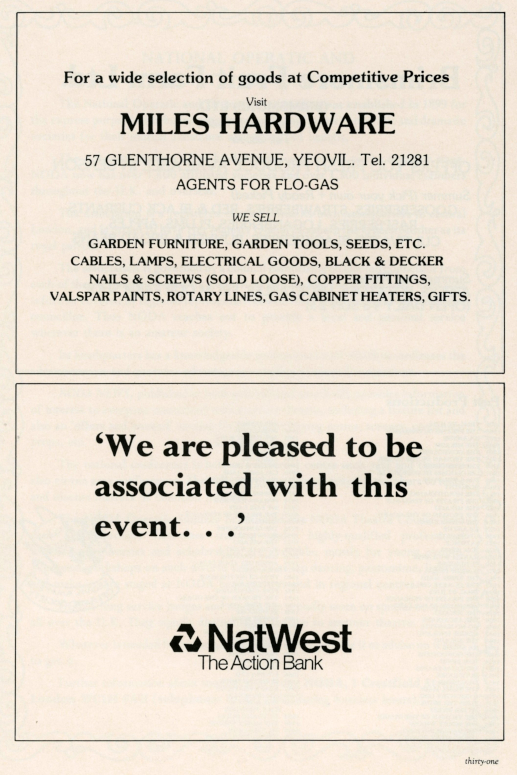 For a wide selection of goods at Competitive Prices
Visit
MILES HARDWARE
57 GLENTHORNE AVENUE, YEOVIL. Tel. 21281
AGENTS FOR FLO-GAS
WE SELL
GARDEN FURNITURE, GARDEN TOOLS, SEEDS, ETC.
CABLES, LAMPS, ELECTRICAL GOODS, BLACK & DECKER
NAILS & SCREWS (SOLD LOOSE), COPPER FITTINGS,
VALSPAR PAINTS, ROTARY LINES, GAS CABINET HEATERS, GIFTS.
'We are pleased to be
associated with this
event. . .'
NatWest
The Action Bank
thirty-one